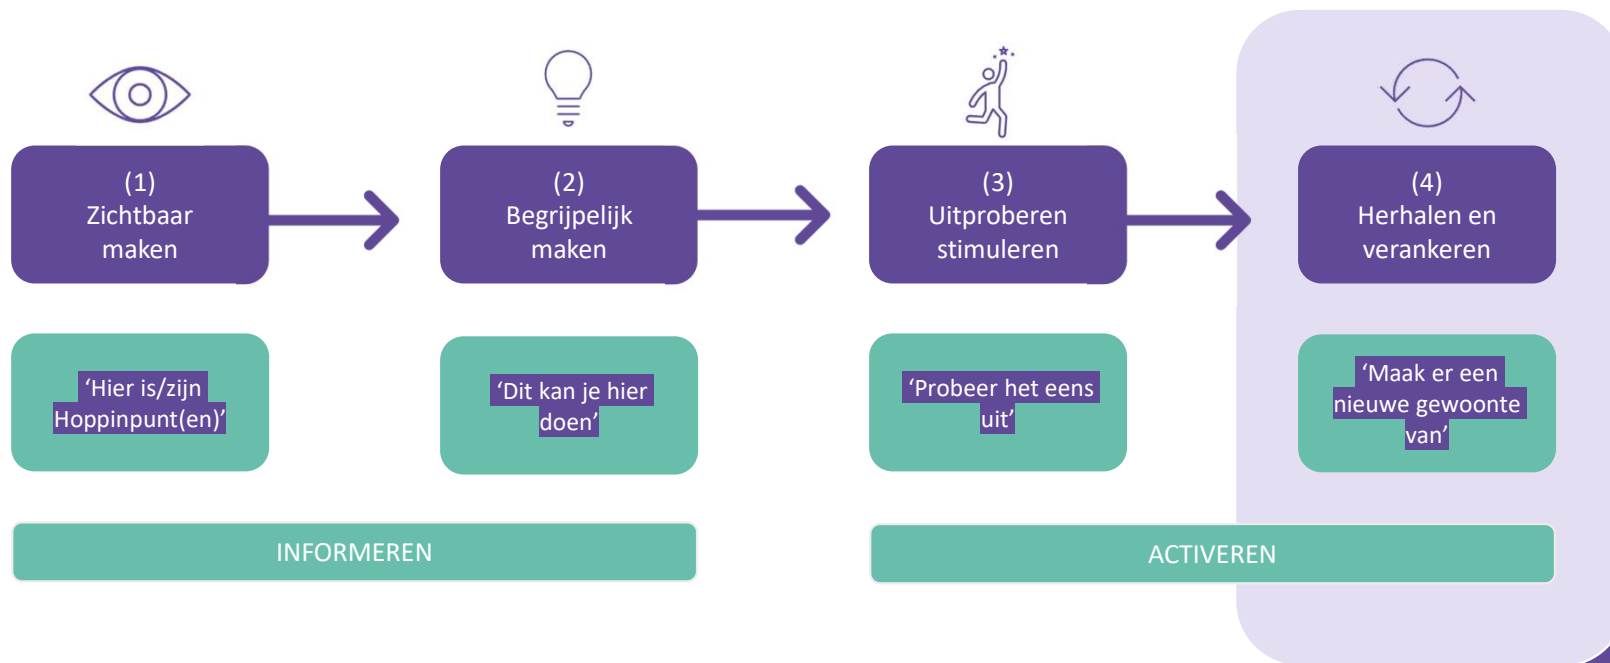 (1)
Zichtbaar
maken
(2)
Begrijpelijk
maken
(3)
Uitproberen
stimuleren
(4)
Herhalen en
verankeren
‘Hier is/zijn
Hoppinpunt(en)’
‘Dit kan je hier
doen’
‘Probeer het eens
uit’
‘Maak er een
nieuwe gewoonte
van’
INFORMEREN
ACTIVEREN